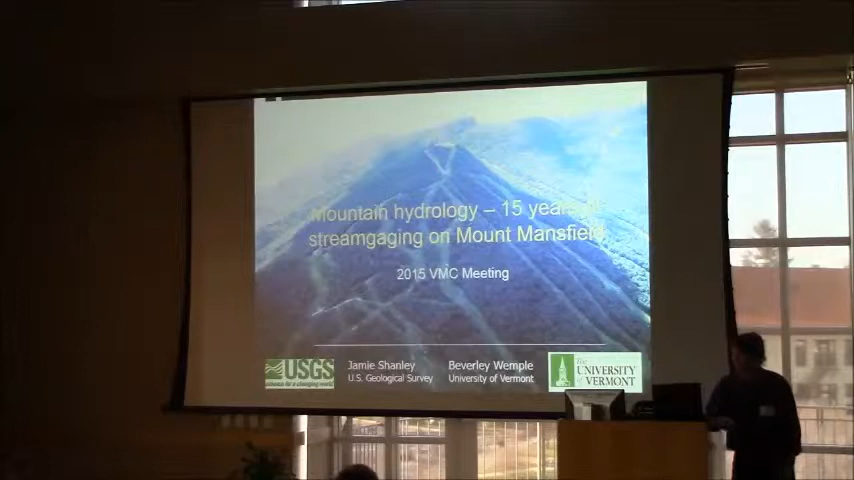 Mountain hydrology – 15 years of
streamgaging on Mount Mansfield
2015 VMC Meeting
USGS
science for a changing world
Jamie Shanley
U.S. Geological Survey
Beverley Wemple
University of Vermont
The
UNIVERSITY
of VERMONT